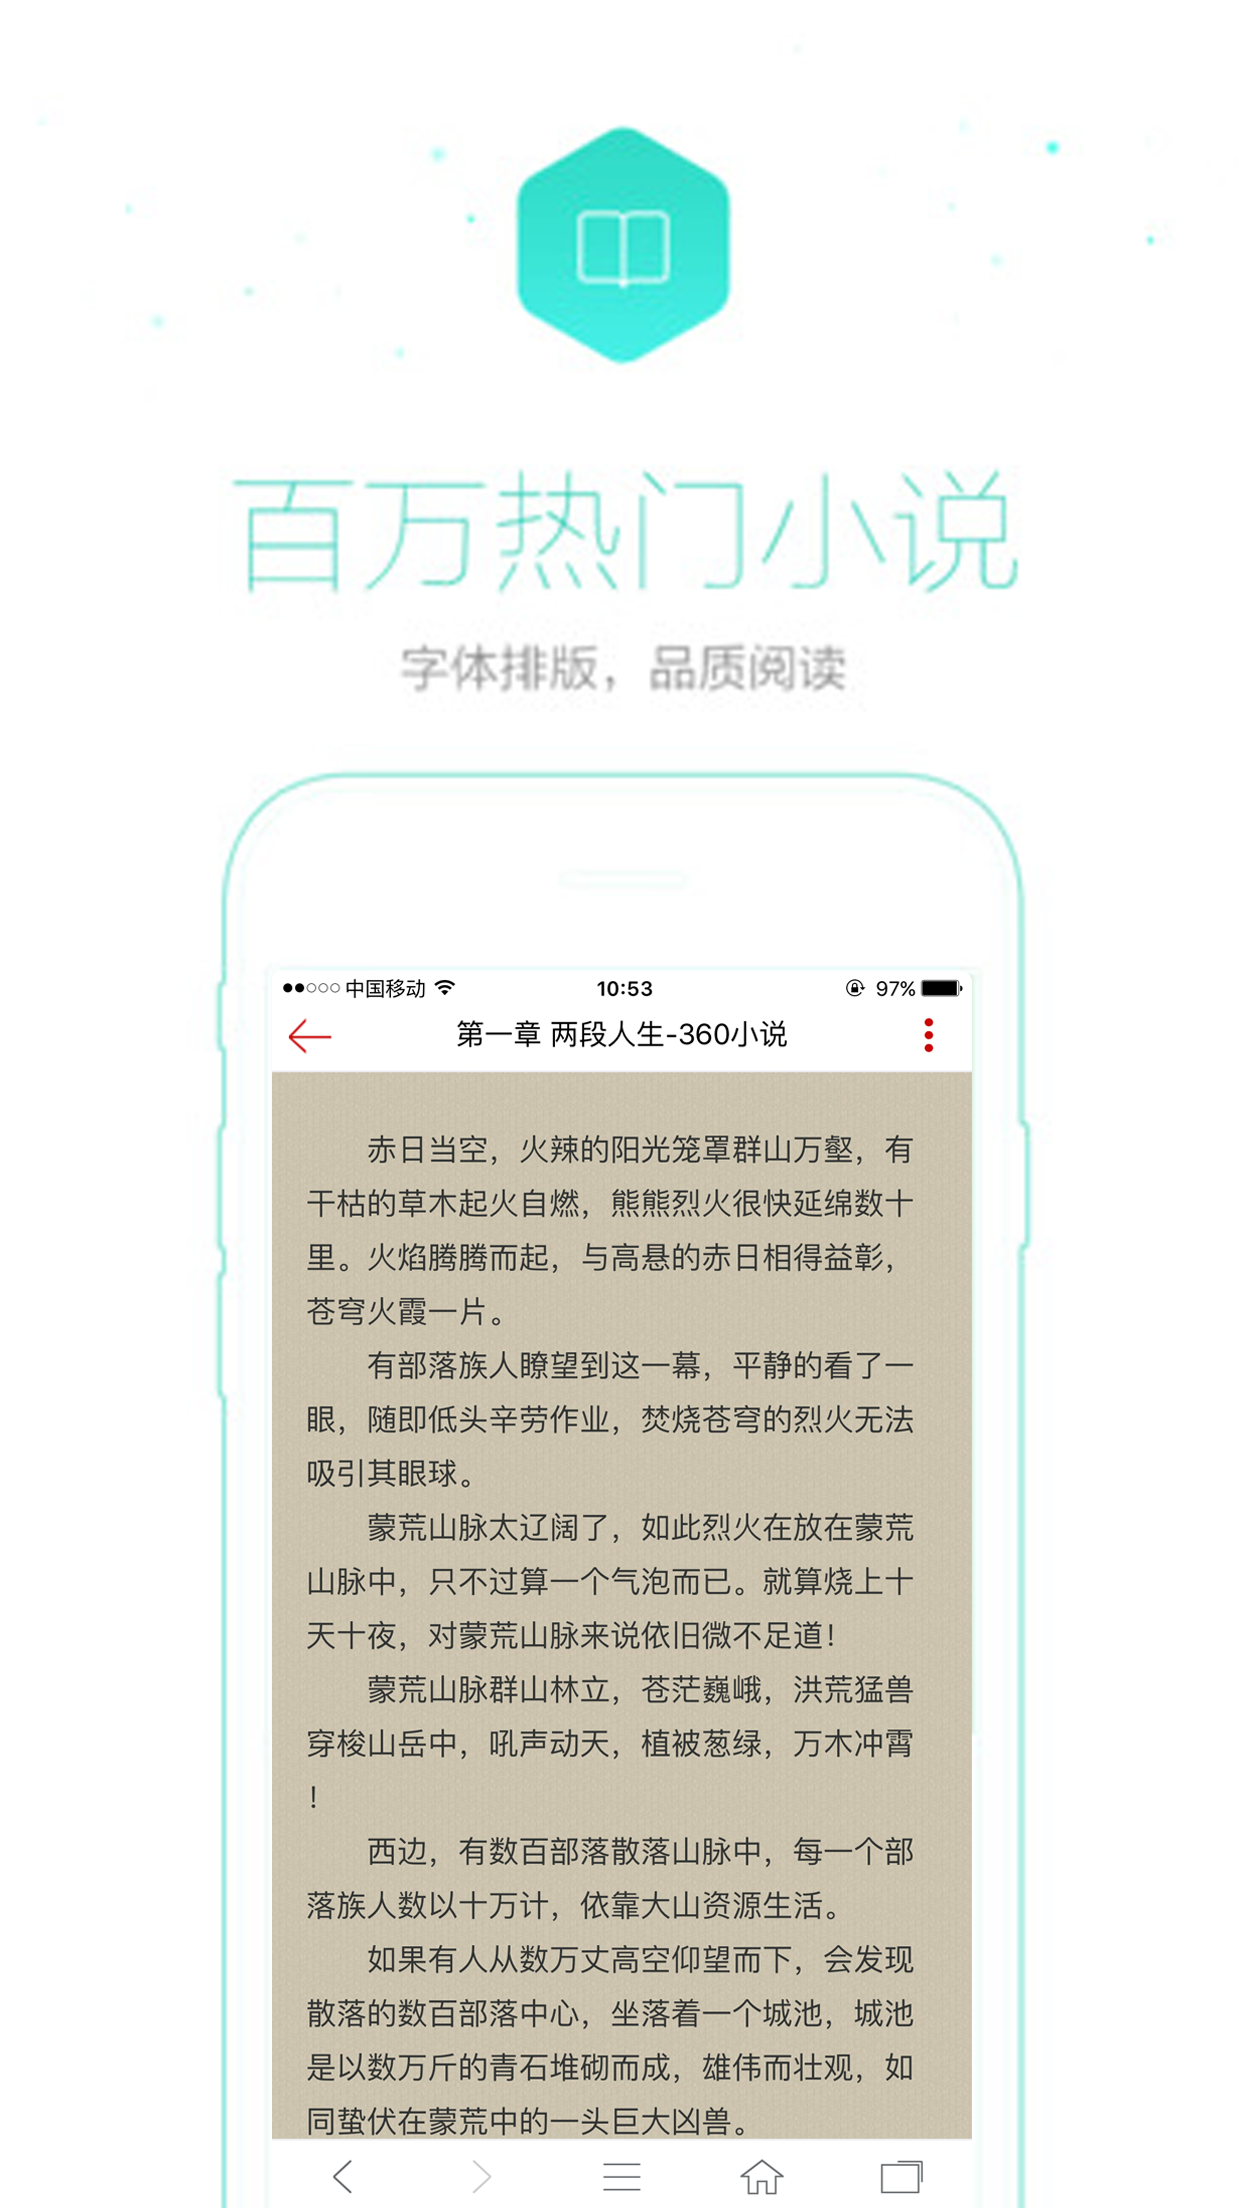 百万热门小说
字体排版，品质阅读
中国移动 10:53 97%
第一章 两段人生-360小说
赤日当空，火辣的阳光笼罩群山万壑，有
干枯的草木起火自燃，熊熊烈火很快延绵数十
里。火焰腾腾而起，与高悬的赤日相得益彰，
苍穹火霞一片。
有部落族人瞭望到这一幕，平静的看了一
眼，随即低头辛劳作业，焚烧苍穹的烈火无法
吸引其眼球。
蒙荒山脉太辽阔了，如此烈火在放在蒙荒
山脉中，只不过算一个气泡而已。就算烧上十
天十夜，对蒙荒山脉来说依旧微不足道！
蒙荒山脉群山林立，苍茫巍峨，洪荒猛兽
穿梭山岳中，吼声动天，植被葱绿，万木冲霄
！
西边，有数百部落散落山脉中，每一个部
落族人数以十万计，依靠大山资源生活。
如果有人从数万丈高空仰望而下，会发现
散落的数百部落中心，坐落着一个城池，城池
是以数万斤的青石堆砌而成，雄伟而壮观，如
同蛰伏在蒙荒中的一头巨大凶兽。